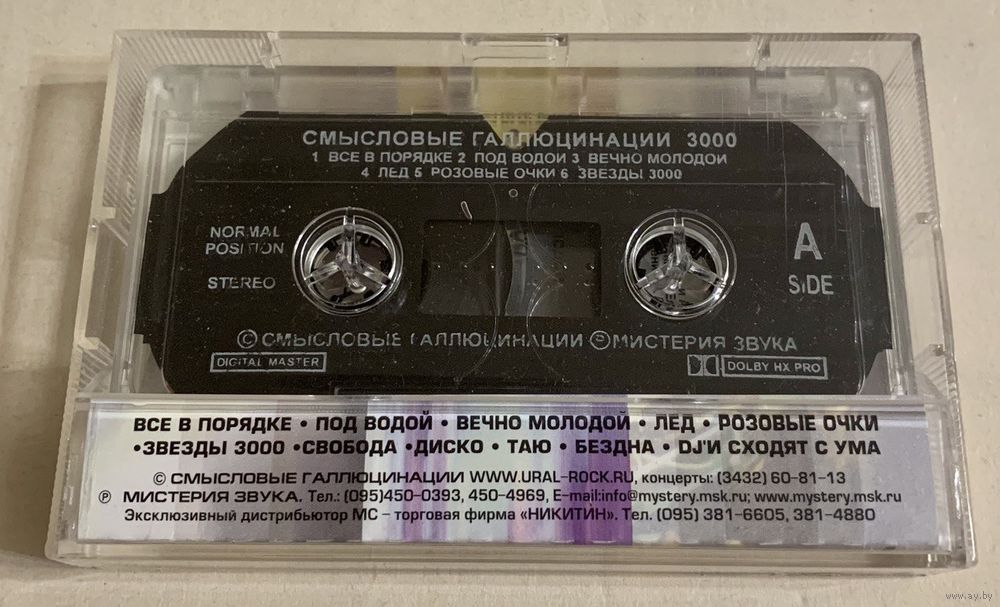 СМЫСЛОВЫЕ ГАЛЛЮЦИНАЦИИ 3000
1 ВСЕ В ПОРЯДКЕ 2 ПОД ВОДОЙ 3 ВЕЧНО МОЛОДОЙ
4 ЛЕД 5 РОЗОВЫЕ ОЧКИ 6 ЗВЕЗДЫ 3000
NORMAL
POSITION
STEREO
A
SIDE
© СМЫСЛОВЫЕ ГАЛЛЮЦИНАЦИИ ℗ МИСТЕРИЯ ЗВУКА
DIGITAL MASTER
DOLBY HX PRO
ВСЕ В ПОРЯДКЕ • ПОД ВОДОЙ • ВЕЧНО МОЛОДОЙ • ЛЕД • РОЗОВЫЕ ОЧКИ
•ЗВЕЗДЫ 3000 •СВОБОДА •ДИСКО • ТАЮ • БЕЗДНА • DJ'И СХОДЯТ С УМА
© СМЫСЛОВЫЕ ГАЛЛЮЦИНАЦИИ WWW.URAL-ROCK.RU, концерты: (3432) 60-81-13
℗ МИСТЕРИЯ ЗВУКА. Тел.: (095)450-0393, 450-4969, E-mail:info@mystery.msk.ru; www.mystery.msk.ru
Эксклюзивный дистрибьютор МС – торговая фирма «НИКИТИН». Тел. (095) 381-6605, 381-4880
www.ay.by